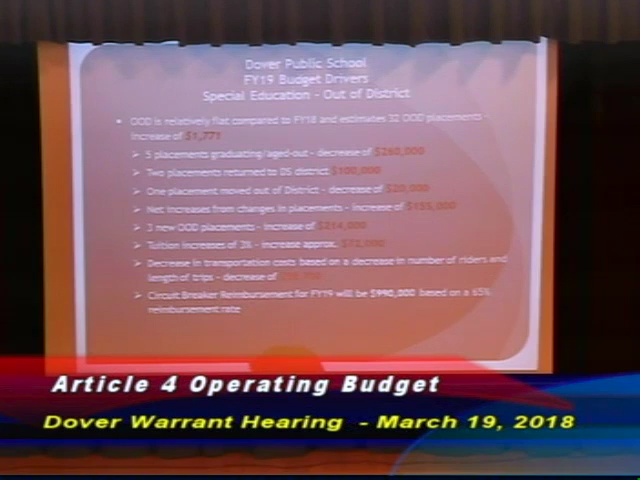 Dover Public School
FY19 Budget Drivers
Special Education - Out of District
• OOD is relatively flat compared to FY18 and estimates 32 OOD placements -
increase of $1,771
➢ 5 placements graduating/aged-out - decrease of $260,000
➢ Two placements returned to DS district $100,000
➢ One placement moved out of District - decrease of $20,000
➢ Net increases from changes in placements - increase of $155,000
➢ 3 new OOD placements - increase of $214,000
➢ Tuition increases of 3% - increase approx. $72,000
➢ Decrease in transportation costs based on a decrease in number of riders and
length of trips - decrease of
➢ Circuit Breaker Reimbursement for FY19 will be $990,000 based on a 65%
reimbursement rate
Article 4 Operating Budget
Dover Warrant Hearing - March 19, 2018